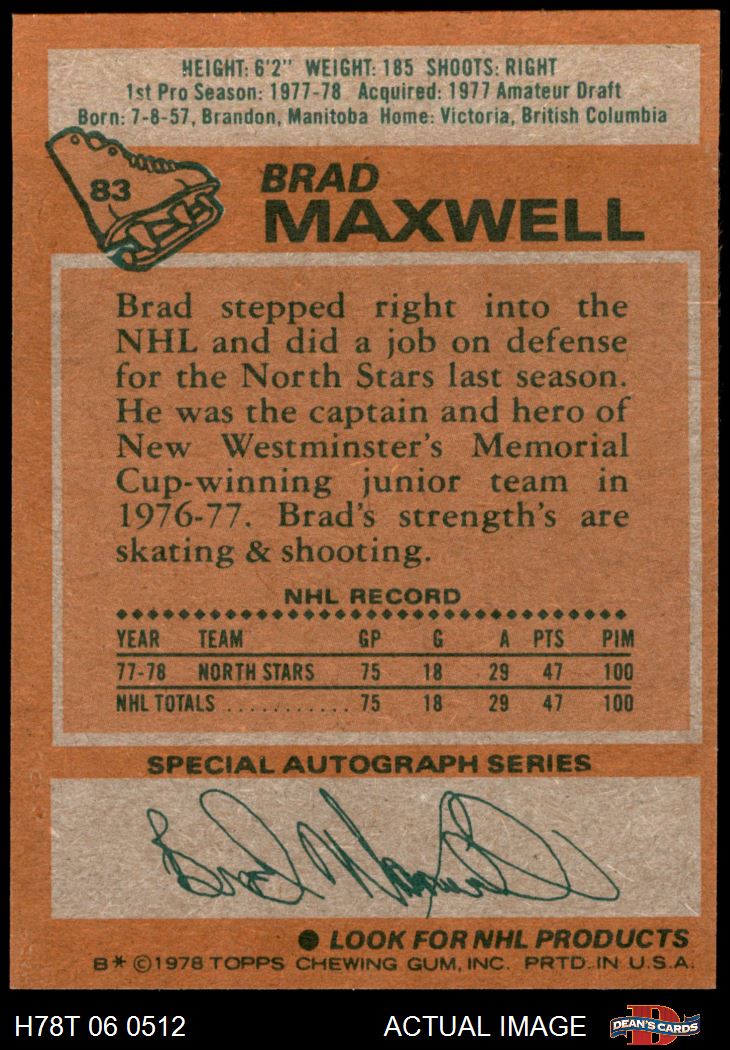 HEIGHT: 6'2" WEIGHT: 185 SHOOTS: RIGHT
1st Pro Season: 1977-78 Acquired: 1977 Amateur Draft
Born: 7-8-57, Brandon, Manitoba Home: Victoria, British Columbia
83
BRAD
MAXWELL
Brad stepped right into the
NHL and did a job on defense
for the North Stars last season.
He was the captain and hero of
New Westminster's Memorial
Cup-winning junior team in
1976-77. Brad's strength's are
skating & shooting.
NHL RECORD
YEAR TEAM GP G A PTS PIM
77-78 NORTH STARS 75 18 29 47 100
NHL TOTALS ........... 75 18 29 47 100
SPECIAL AUTOGRAPH SERIES
Brad Maxwell
● LOOK FOR NHL PRODUCTS
B* ©1978 TOPPS CHEWING GUM, INC. PRTD. IN U.S.A.
H78T 06 0512 ACTUAL IMAGE
D DEAN'S CARDS